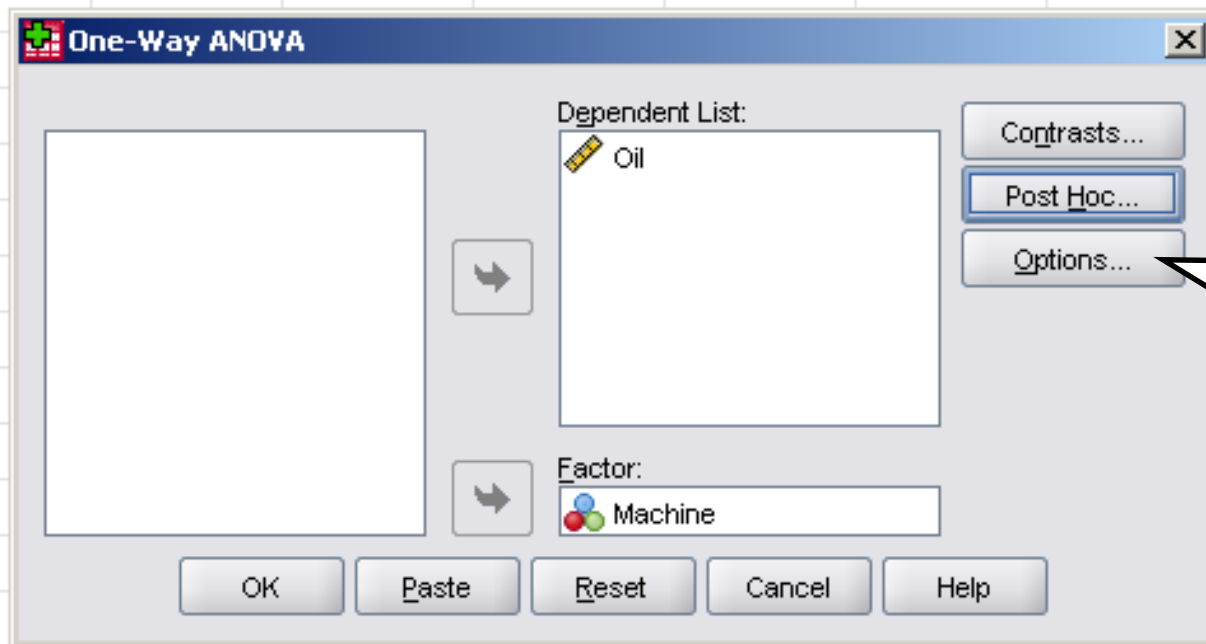 One-Way ANOVA
Dependent List:
Oil
Contrasts...
Post Hoc...
Options...
Factor:
Machine
OK
Paste
Reset
Cancel
Help